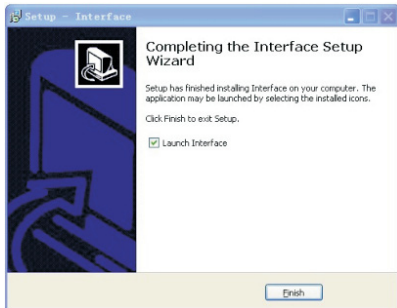 Setup - Interface
Completing the Interface Setup
Wizard
Setup has finished installing Interface on your computer. The
application may be launched by selecting the installed icons.
Click Finish to exit Setup.
Launch Interface
Finish